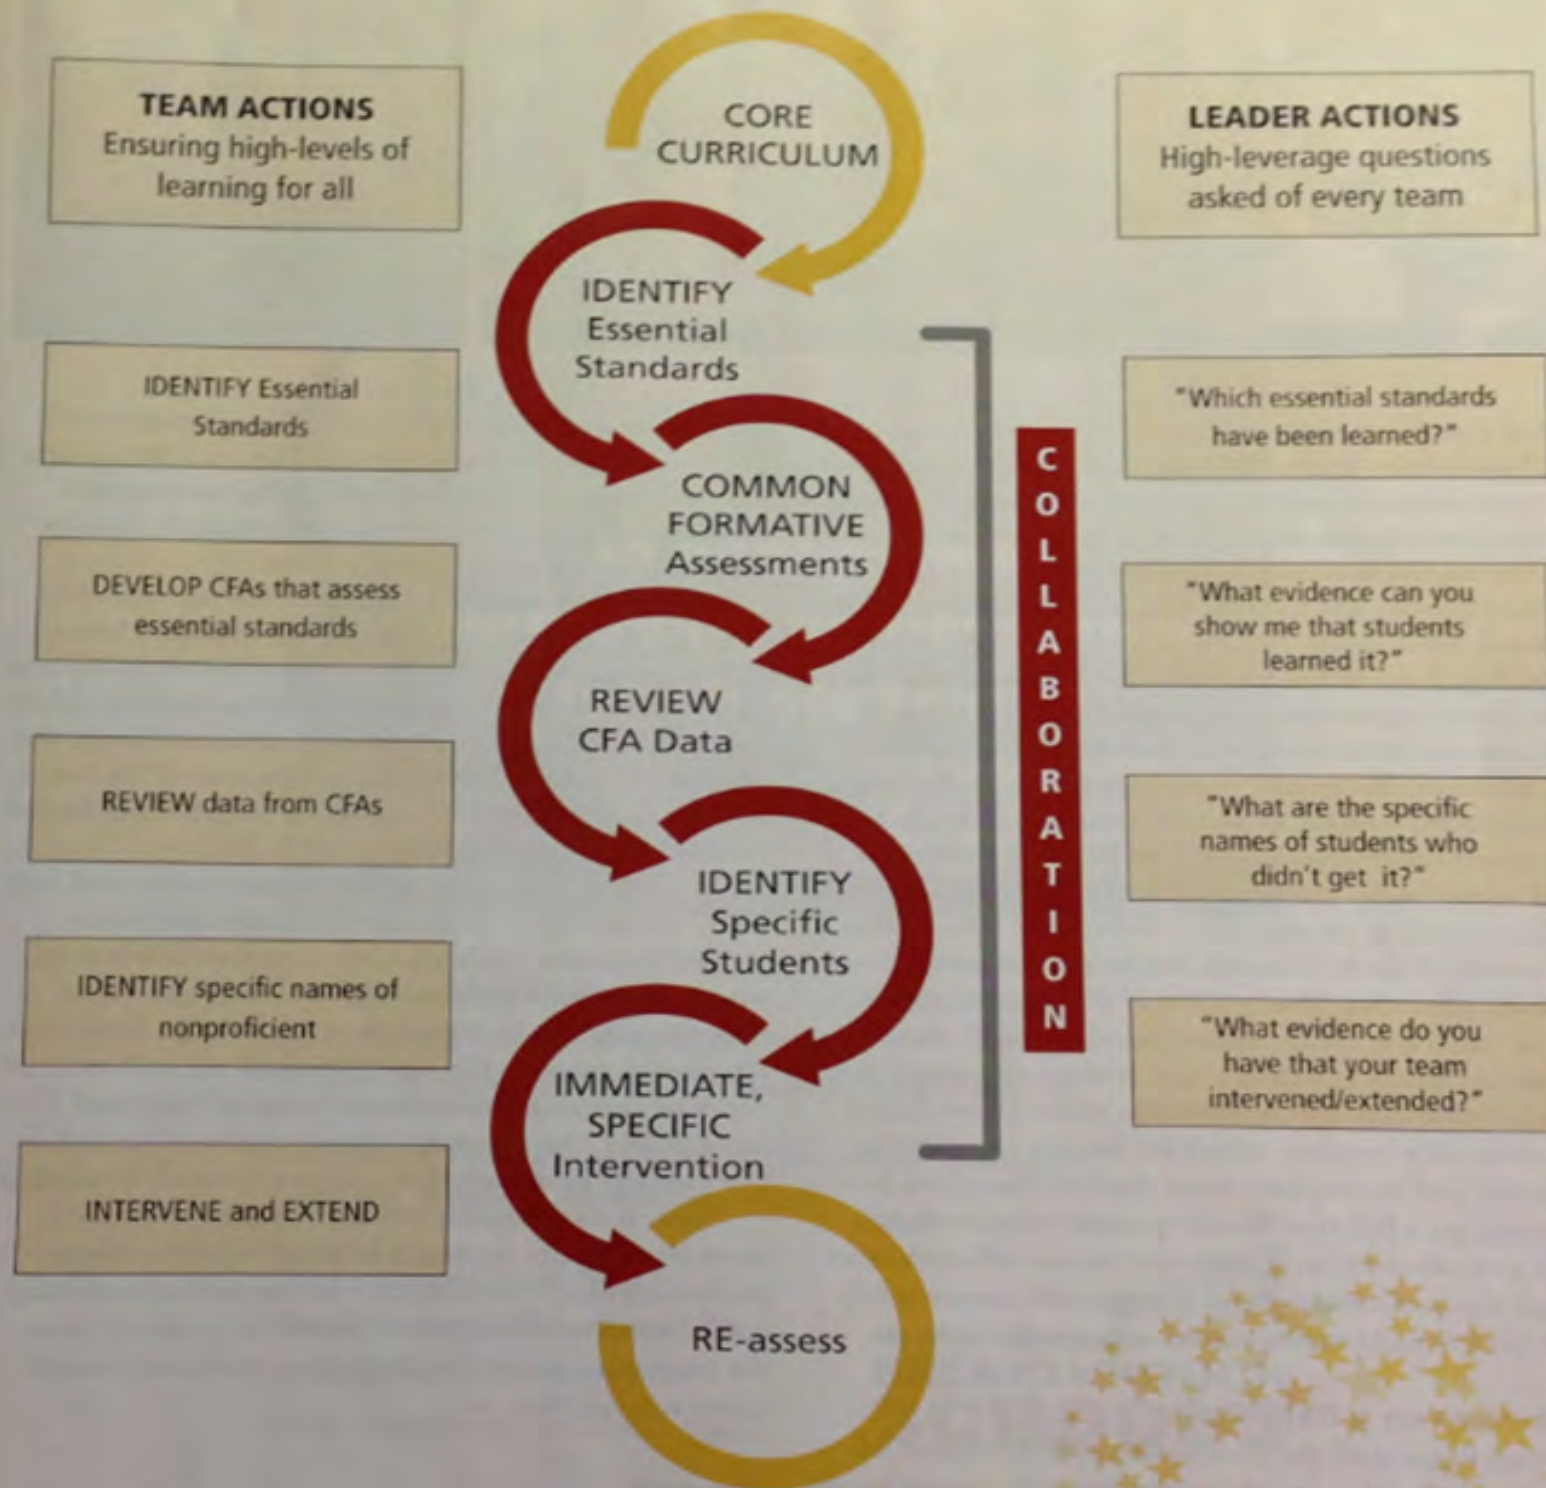 TEAM ACTIONS
Ensuring high-levels of
learning for all
IDENTIFY Essential
Standards
DEVELOP CFAs that assess
essential standards
REVIEW data from CFAs
IDENTIFY specific names of
nonproficient
INTERVENE and EXTEND
CORE
CURRICULUM
IDENTIFY
Essential
Standards
COMMON
FORMATIVE
Assessments
REVIEW
CFA Data
IDENTIFY
Specific
Students
IMMEDIATE,
SPECIFIC
Intervention
RE-assess
COLLABORATION
LEADER ACTIONS
High-leverage questions
asked of every team
"Which essential standards
have been learned?"
"What evidence can you
show me that students
learned it?"
"What are the specific
names of students who
didn't get it?"
"What evidence do you
have that your team
intervened/extended?"